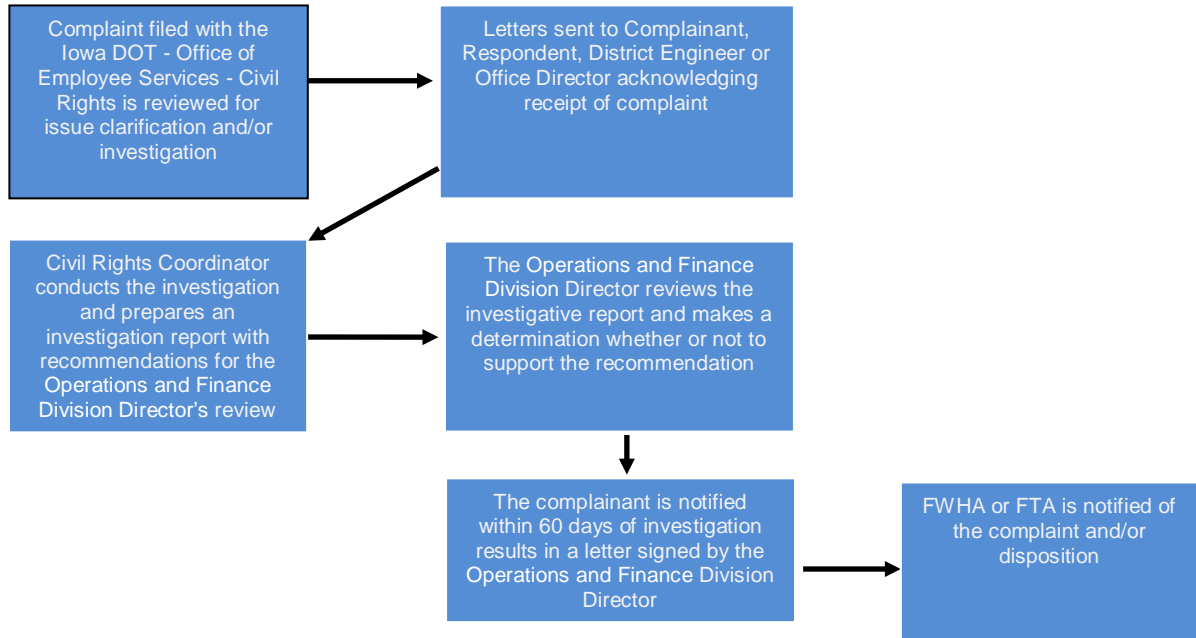 Complaint filed with the
Iowa DOT - Office of
Employee Services - Civil
Rights is reviewed for
issue clarification and/or
investigation
Letters sent to Complainant,
Respondent, District Engineer or
Office Director acknowledging
receipt of complaint
Civil Rights Coordinator
conducts the investigation
and prepares an
investigation report with
recommendations for the
Operations and Finance
Division Director's review
The Operations and Finance
Division Director reviews the
investigative report and makes a
determination whether or not to
support the recommendation
The complainant is notified
within 60 days of investigation
results in a letter signed by the
Operations and Finance Division
Director
FWHA or FTA is notified of
the complaint and/or
disposition